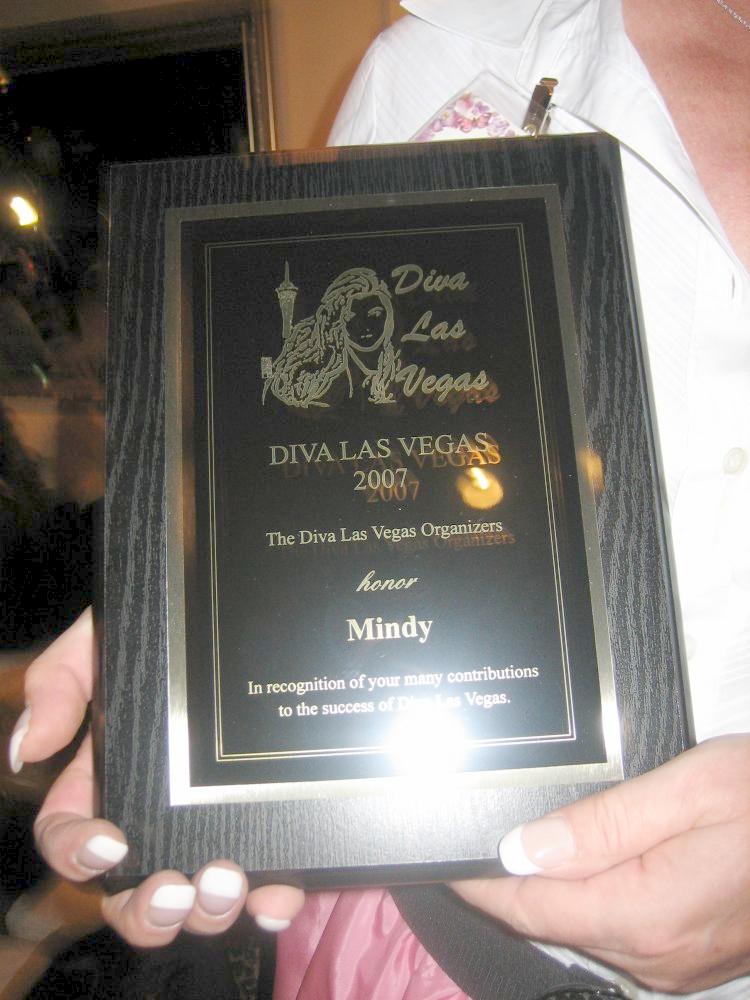 Diva
Las
Vegas
DIVA LAS VEGAS
2007
The Diva Las Vegas Organizers
honor
Mindy
In recognition of your many contributions
to the success of Diva Las Vegas.